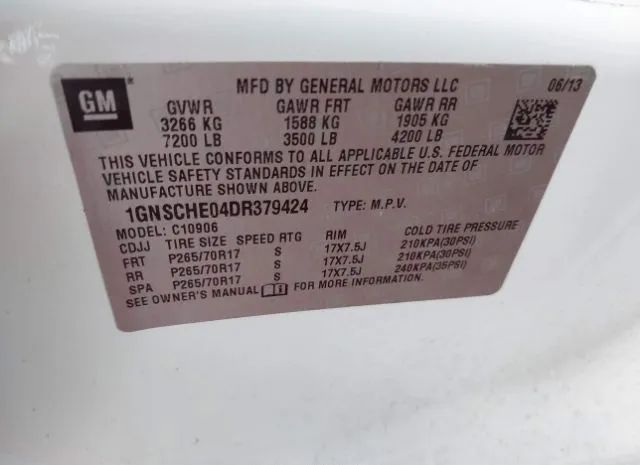 GM
MFD BY GENERAL MOTORS LLC 06/13
GVWR GAWR FRT GAWR RR
3266 KG 1588 KG 1905 KG
7200 LB 3500 LB 4200 LB
THIS VEHICLE CONFORMS TO ALL APPLICABLE U.S. FEDERAL MOTOR
VEHICLE SAFETY STANDARDS IN EFFECT ON THE DATE OF
MANUFACTURE SHOWN ABOVE.
1GNSCHE04DR379424 TYPE: M.P.V.
MODEL: C10906
CDJJ TIRE SIZE SPEED RTG RIM COLD TIRE PRESSURE
FRT P265/70R17 S 17X7.5J 210KPA(30PSI)
RR P265/70R17 S 17X7.5J 210KPA(30PSI)
SPA P265/70R17 S 17X7.5J 240KPA(35PSI)
SEE OWNER'S MANUAL FOR MORE INFORMATION.